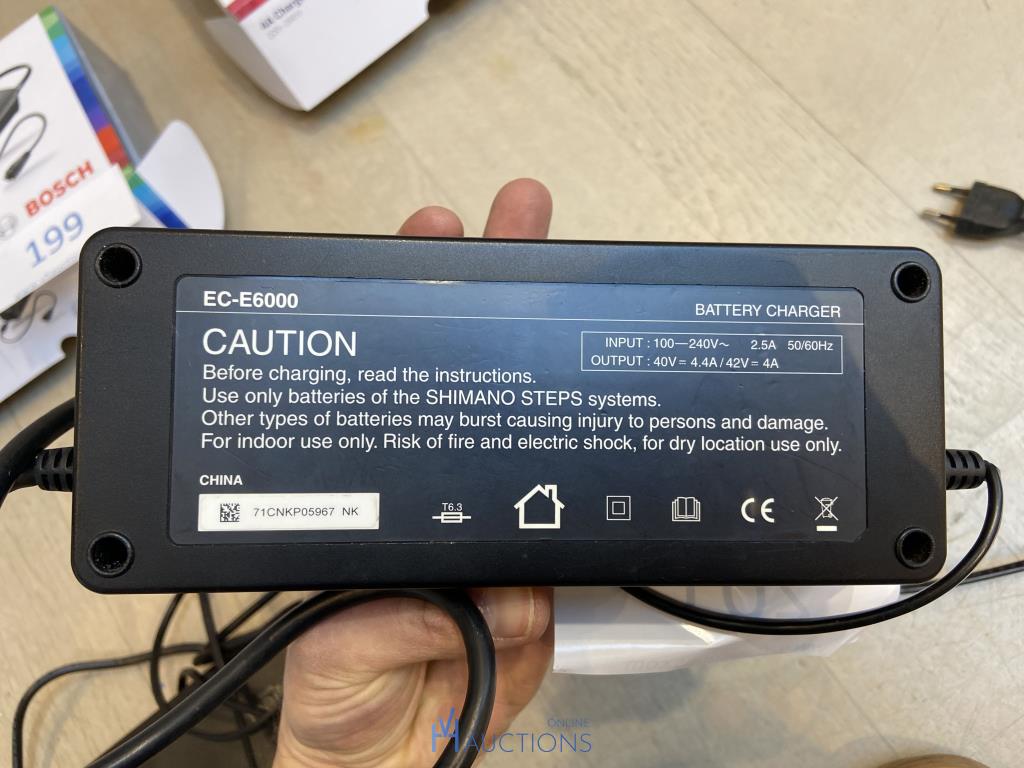 BOSCH
199
EC-E6000
BATTERY CHARGER
CAUTION
INPUT : 100—240V~ 2.5A 50/60Hz
OUTPUT : 40V⎓ 4.4A / 42V⎓ 4A
Before charging, read the instructions.
Use only batteries of the SHIMANO STEPS systems.
Other types of batteries may burst causing injury to persons and damage.
For indoor use only. Risk of fire and electric shock, for dry location use only.
CHINA
71CNKP05967 NK
T6.3
CE
ONLINE
AUCTIONS